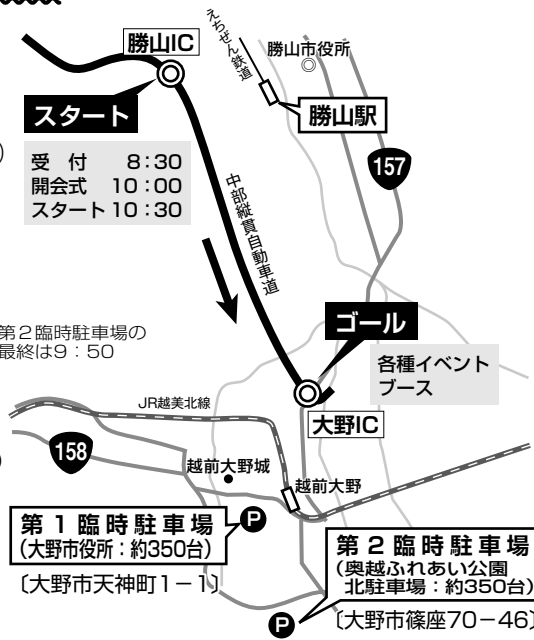 えちぜん鉄道
勝山IC
勝山市役所
スタート
勝山駅
)
受 付 8:30
開会式 10:00
スタート 10:30
157
中部縦貫自動車道
第2臨時駐車場の
最終は9:50
ゴール
各種イベント
ブース
JR越美北線
大野IC
)
158
越前大野城
越前大野
第1臨時駐車場
(大野市役所:約350台)
P
〔大野市天神町1-1〕
第2臨時駐車場
(奥越ふれあい公園
北駐車場:約350台)
P
〔大野市篠座70-46〕